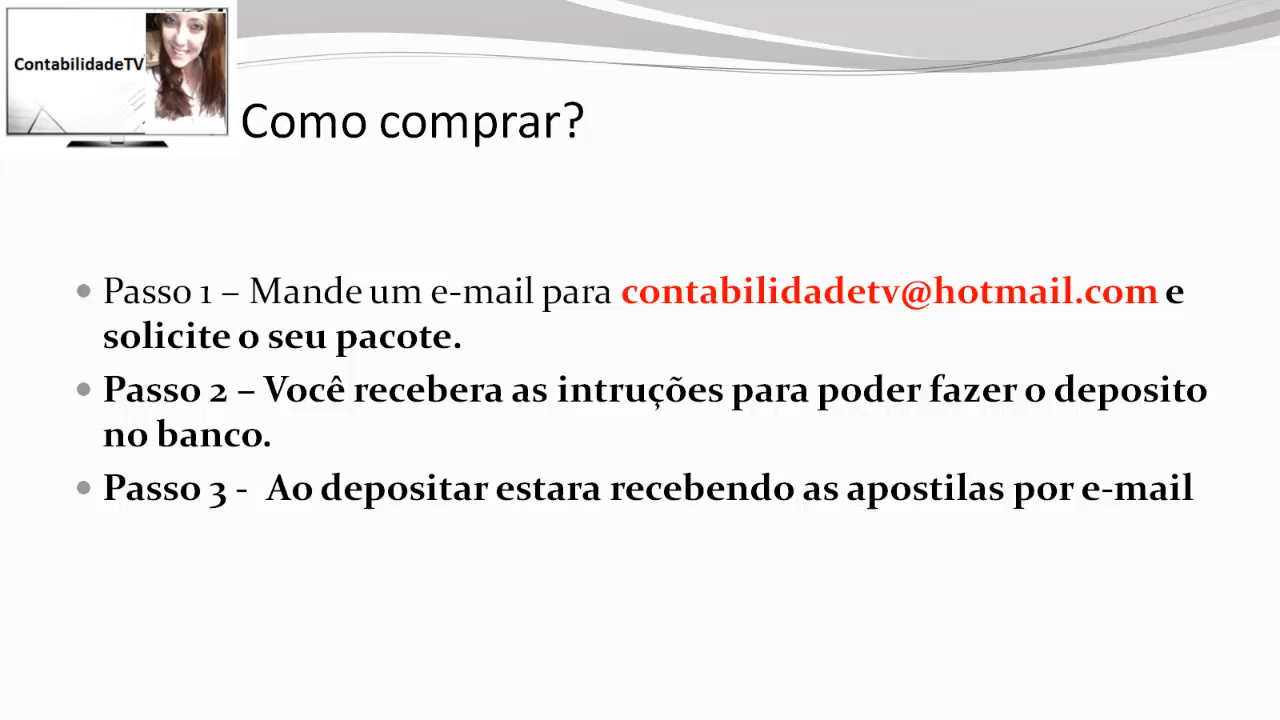 ContabilidadeTV
Como comprar?
• Passo 1 – Mande um e-mail para contabilidadetv@hotmail.com e
solicite o seu pacote.
• Passo 2 – Você recebera as intruções para poder fazer o deposito
no banco.
• Passo 3 - Ao depositar estara recebendo as apostilas por e-mail